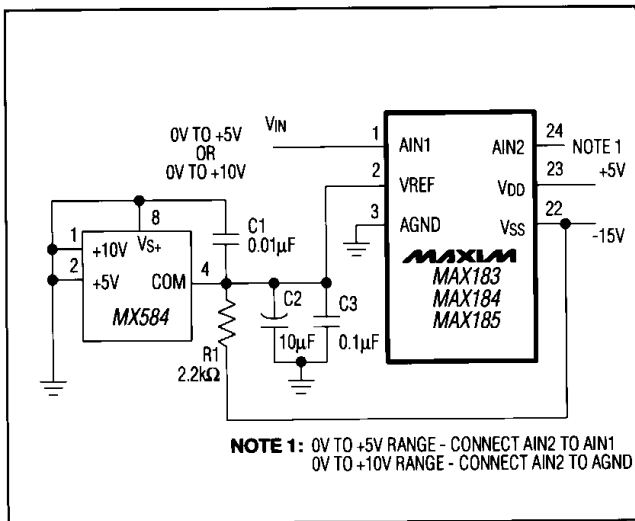 0V TO +5V
OR
0V TO +10V
VIN
1
AIN1
AIN2
24
NOTE 1
2
VREF
VDD
23
+5V
3
AGND
VSS
22
-15V
MAXIM
MAX183
MAX184
MAX185
8
VS+
C1
0.01µF
1
+10V
2
+5V
COM
4
MX584
R1
2.2kΩ
C2
10µF
C3
0.1µF
NOTE 1: 0V TO +5V RANGE - CONNECT AIN2 TO AIN1
0V TO +10V RANGE - CONNECT AIN2 TO AGND